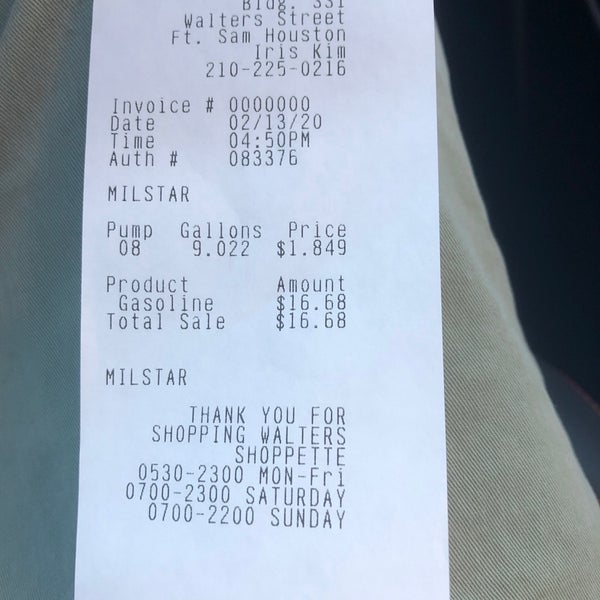 Bldg. 331
Walters Street
Ft. Sam Houston
Iris Kim
210-225-0216
Invoice # 0000000
Date 02/13/20
Time 04:50PM
Auth # 083376
MILSTAR
Pump Gallons Price
08 9.022 $1.849
Product Amount
Gasoline $16.68
Total Sale $16.68
MILSTAR
THANK YOU FOR
SHOPPING WALTERS
SHOPPETTE
0530-2300 MON-Fri
0700-2300 SATURDAY
0700-2200 SUNDAY